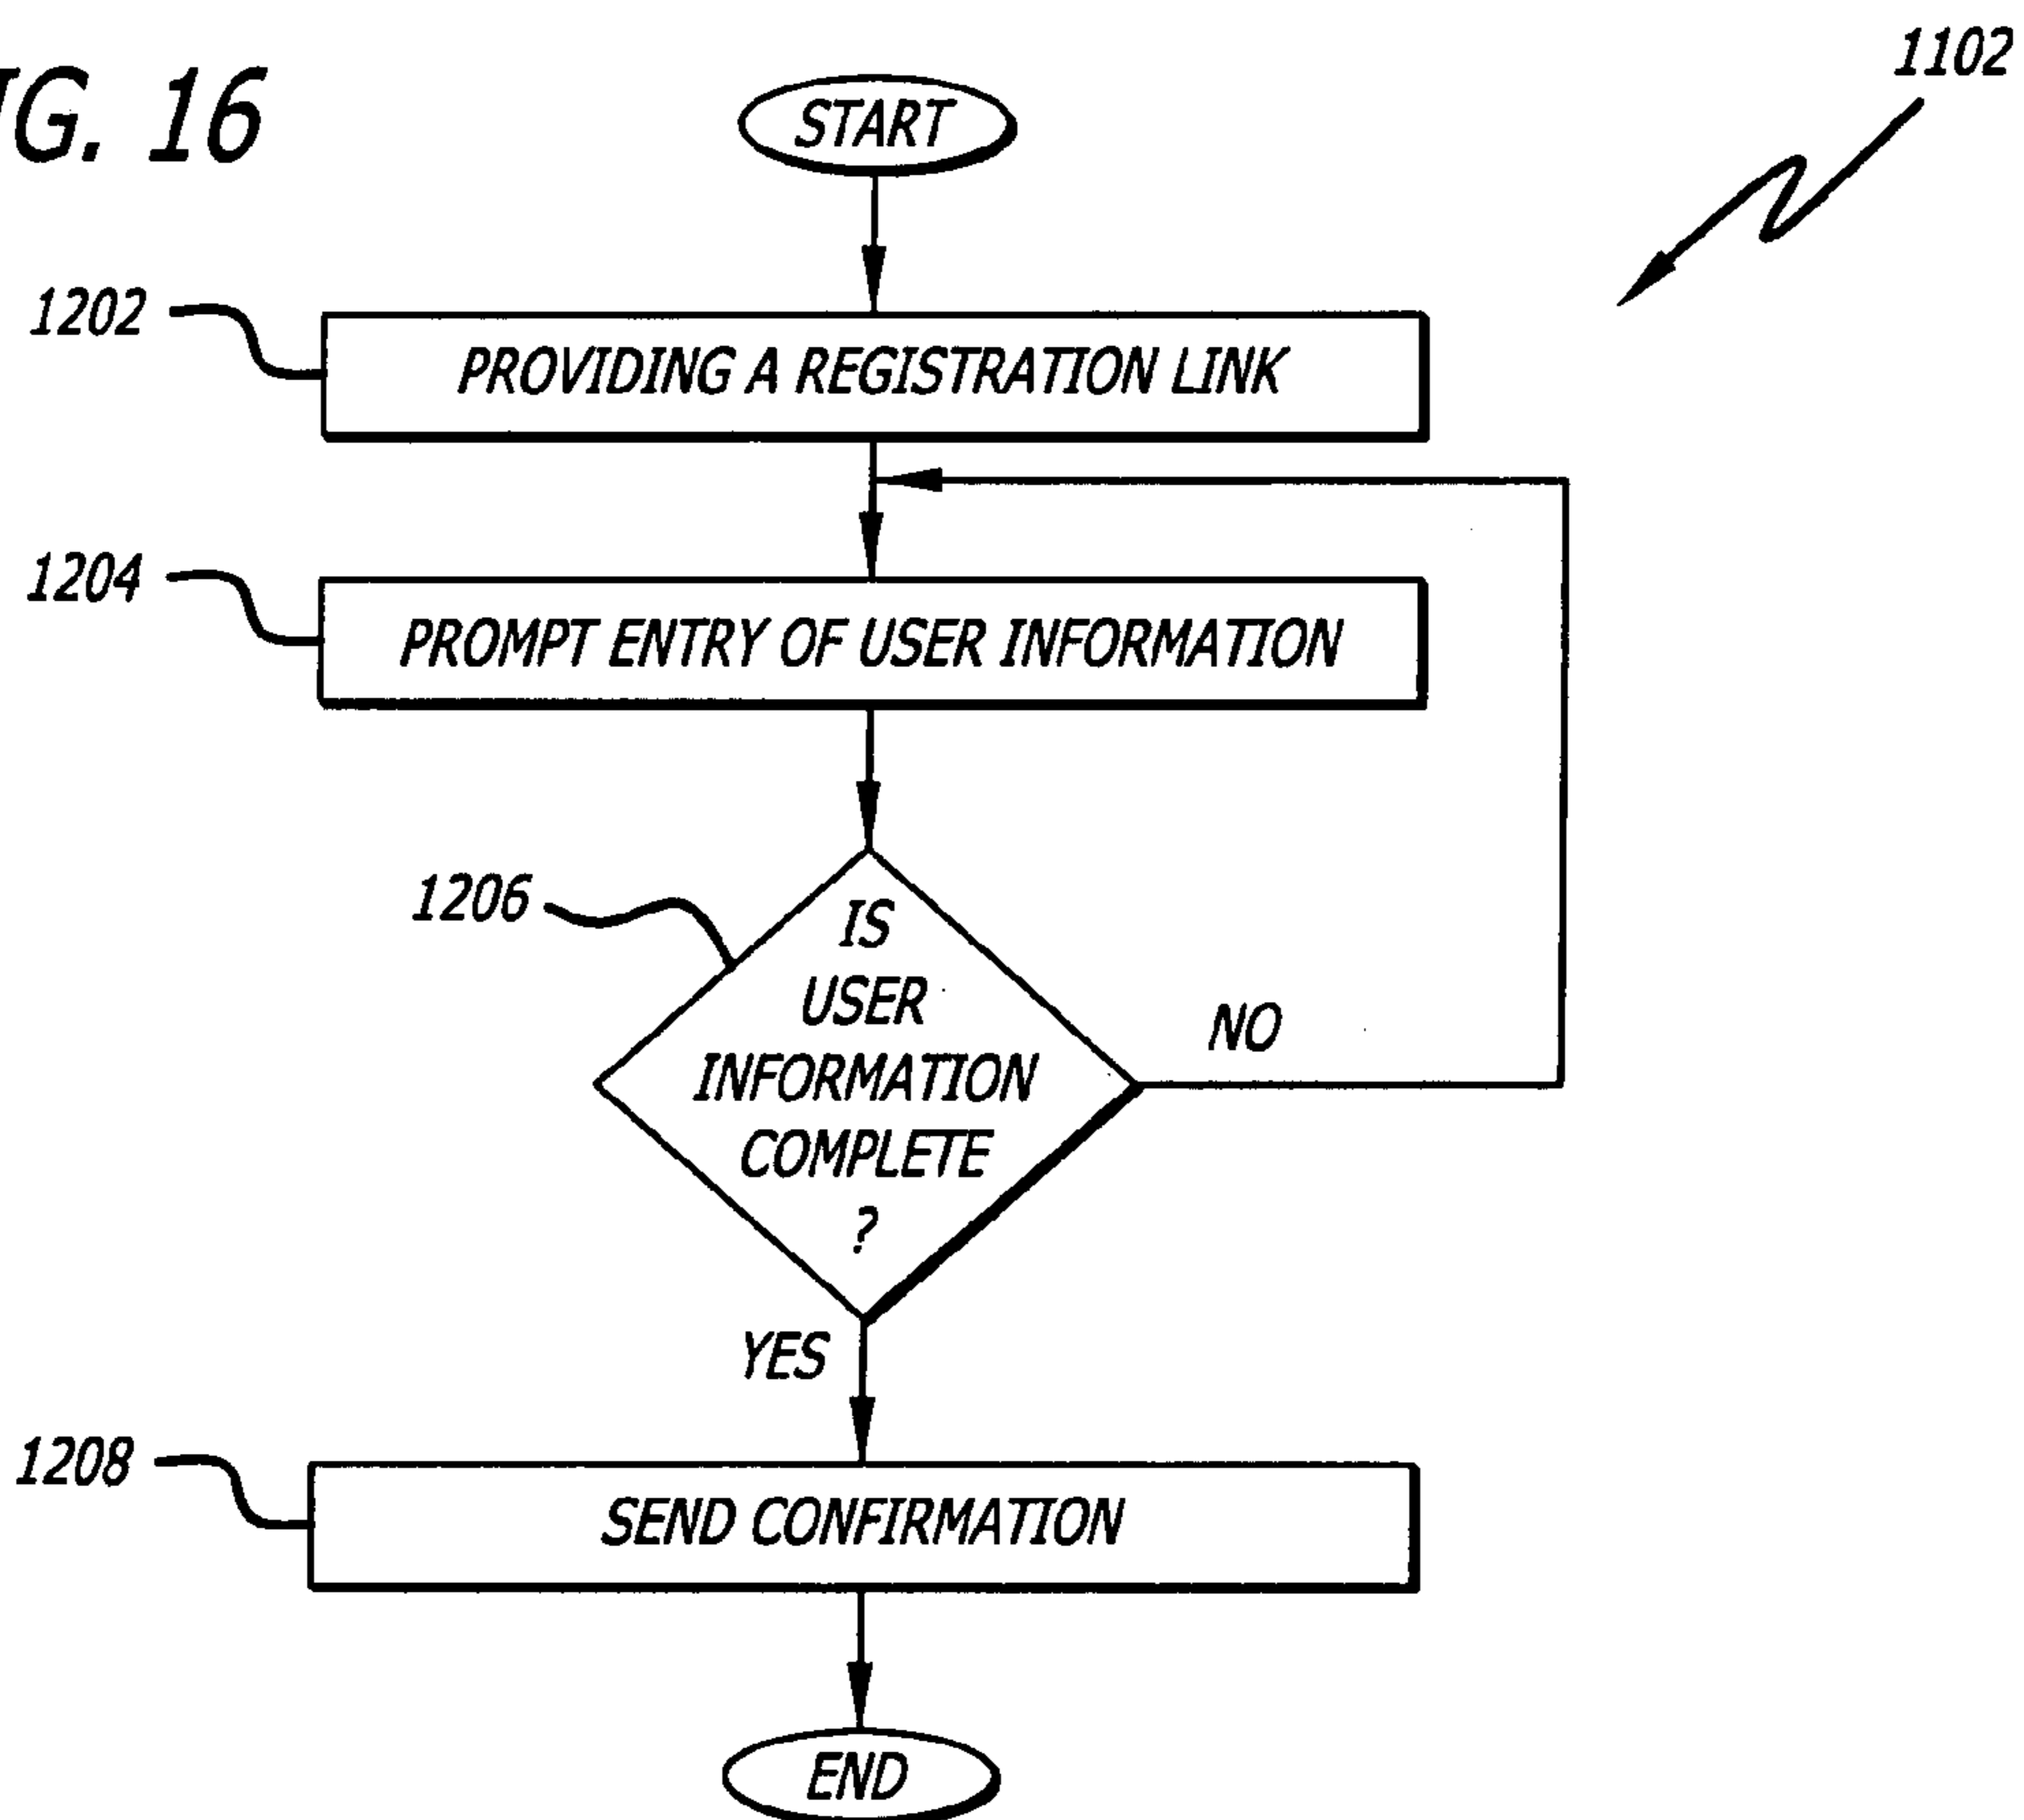 G. 16
1102
START
1202
PROVIDING A REGISTRATION LINK
1204
PROMPT ENTRY OF USER INFORMATION
1206
IS
USER
INFORMATION
COMPLETE
?
NO
YES
1208
SEND CONFIRMATION
END